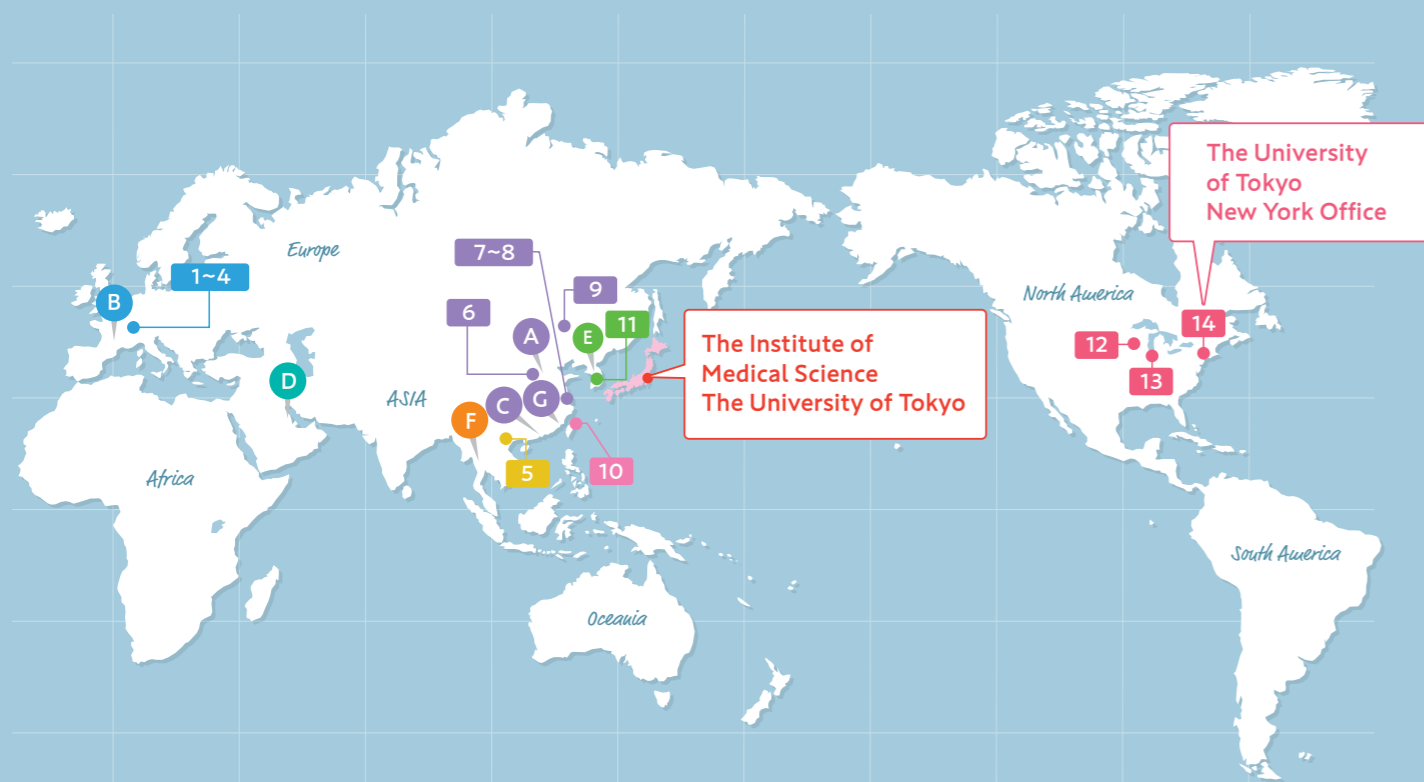 The University
of Tokyo
New York Office
Europe
7~8
1~4
9
B
North America
6
14
11
A
E
12
The Institute of
Medical Science
The University of Tokyo
D
13
ASIA
G
C
F
10
5
Africa
South America
Oceania